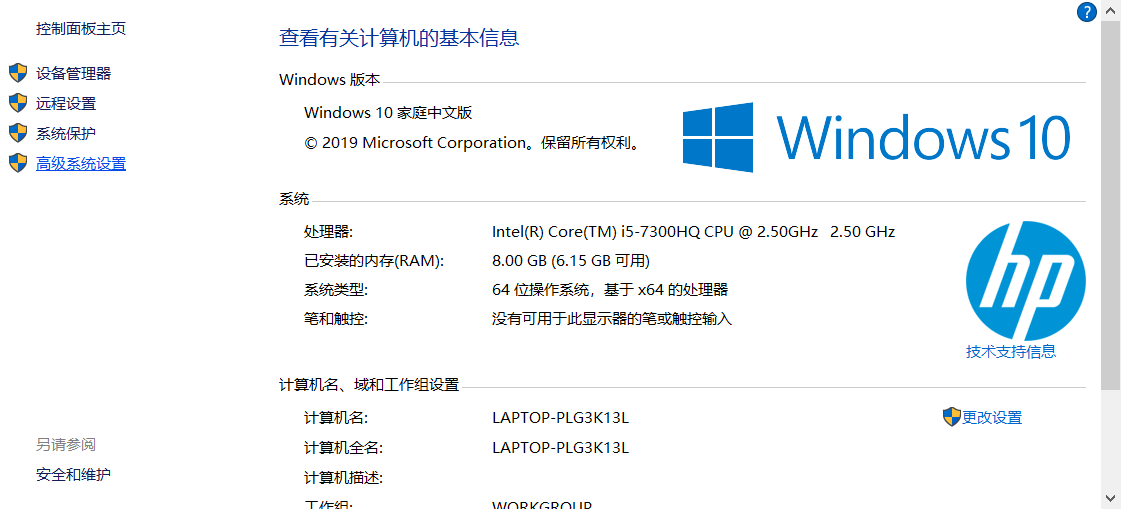 控制面板主页
设备管理器
远程设置
系统保护
高级系统设置
另请参阅
安全和维护
?
查看有关计算机的基本信息
Windows 版本
Windows 10 家庭中文版
© 2019 Microsoft Corporation。保留所有权利。
Windows 10
系统
处理器: Intel(R) Core(TM) i5-7300HQ CPU @ 2.50GHz 2.50 GHz
已安装的内存(RAM): 8.00 GB (6.15 GB 可用)
系统类型: 64 位操作系统，基于 x64 的处理器
笔和触控: 没有可用于此显示器的笔或触控输入
hp
技术支持信息
计算机名、域和工作组设置
计算机名: LAPTOP-PLG3K13L
更改设置
计算机全名: LAPTOP-PLG3K13L
计算机描述:
工作组: WORKGROUP